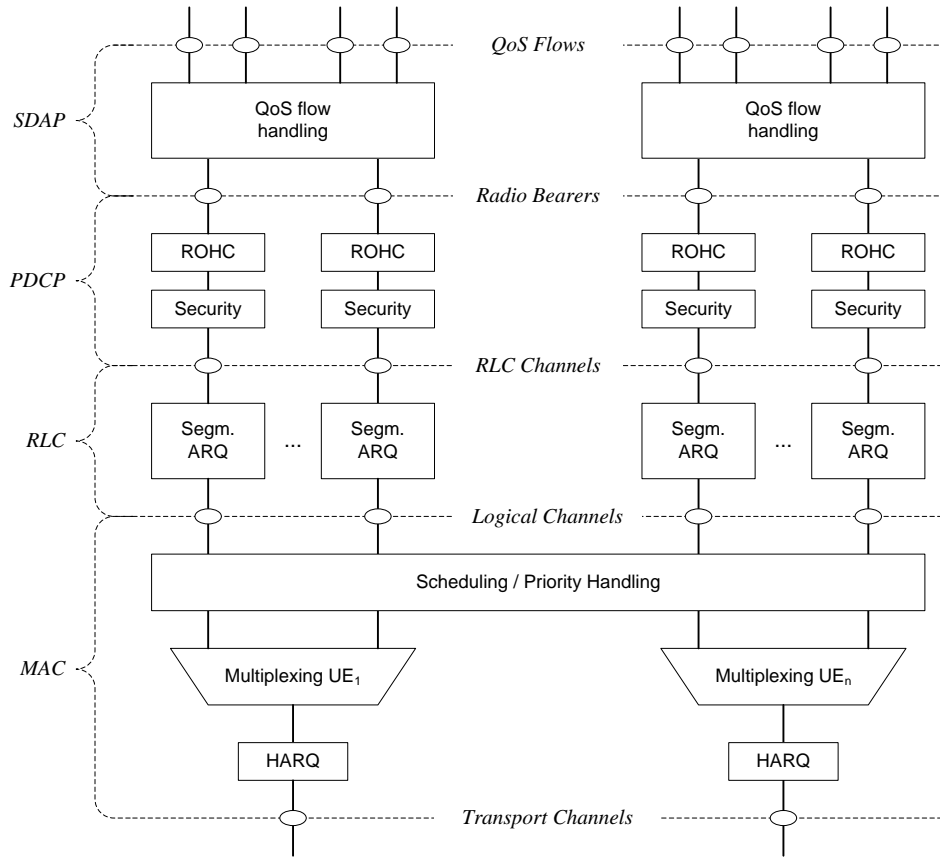 QoS Flows
SDAP
QoS flow
handling
QoS flow
handling
Radio Bearers
PDCP
ROHC
ROHC
ROHC
ROHC
Security
Security
Security
Security
RLC Channels
RLC
Segm.
ARQ
...
Segm.
ARQ
Segm.
ARQ
...
Segm.
ARQ
Logical Channels
MAC
Scheduling / Priority Handling
Multiplexing UE₁
Multiplexing UEₙ
HARQ
HARQ
Transport Channels